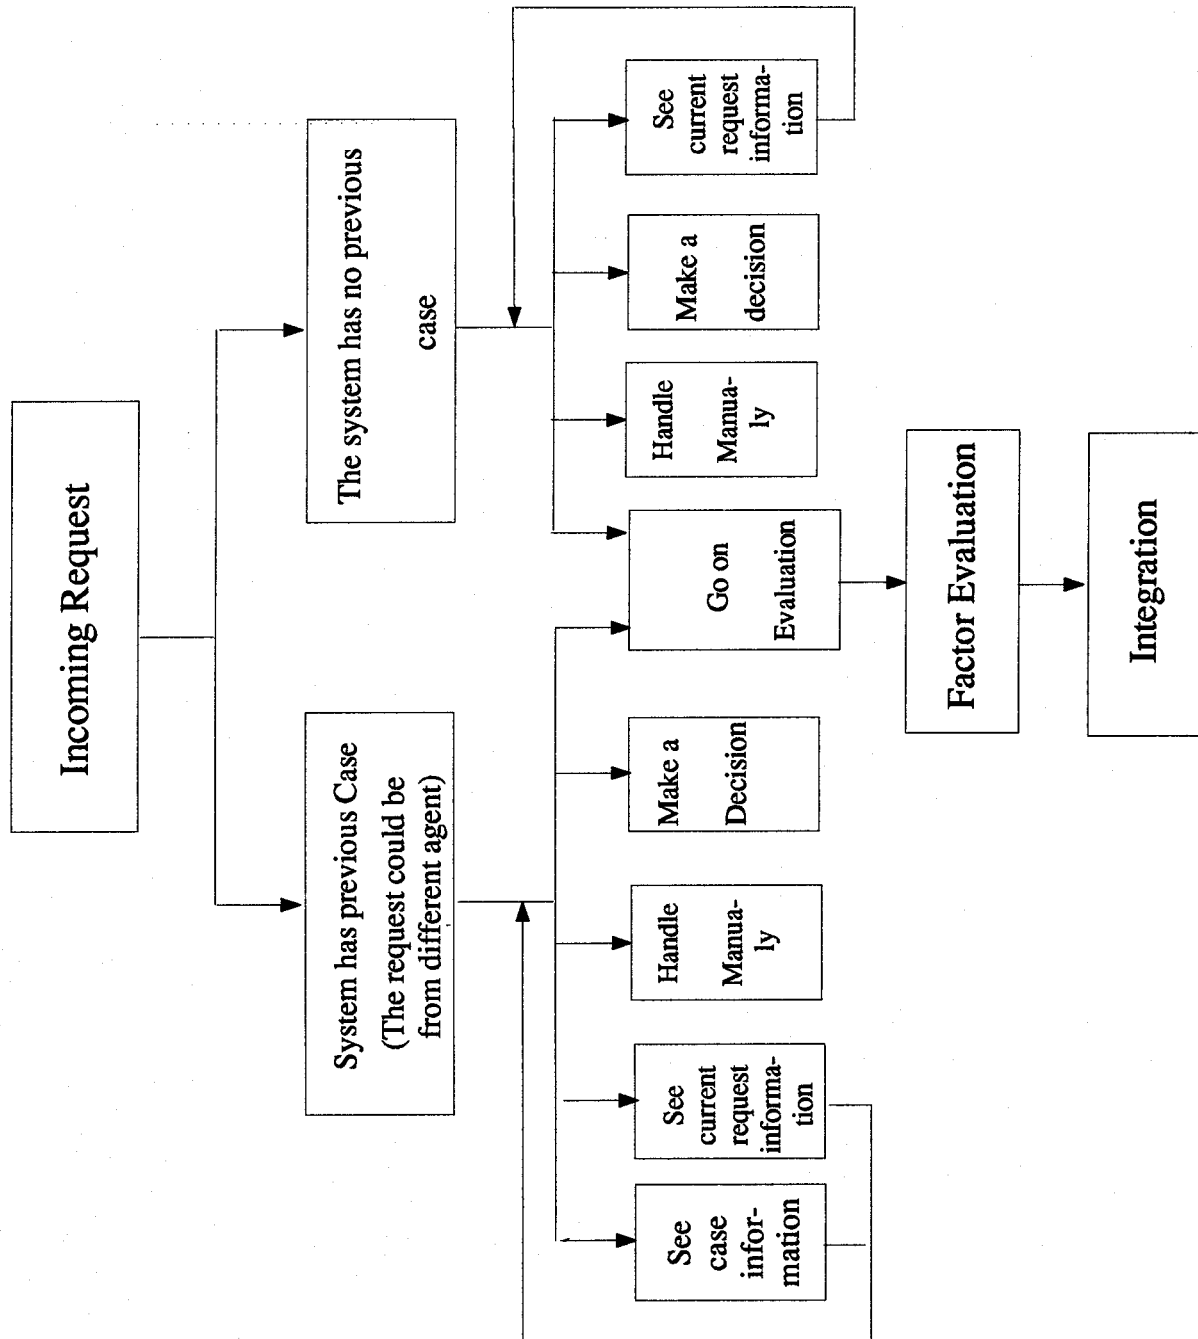 Incoming Request
System has previous Case
(The request could be
from different agent)
The system has no previous
case
See
case
infor-
mation
See
current
request
informa-
tion
Handle
Manua-
ly
Make a
Decision
Go on
Evaluation
Handle
Manua-
ly
Make a
decision
See
current
request
informa-
tion
Factor Evaluation
Integration